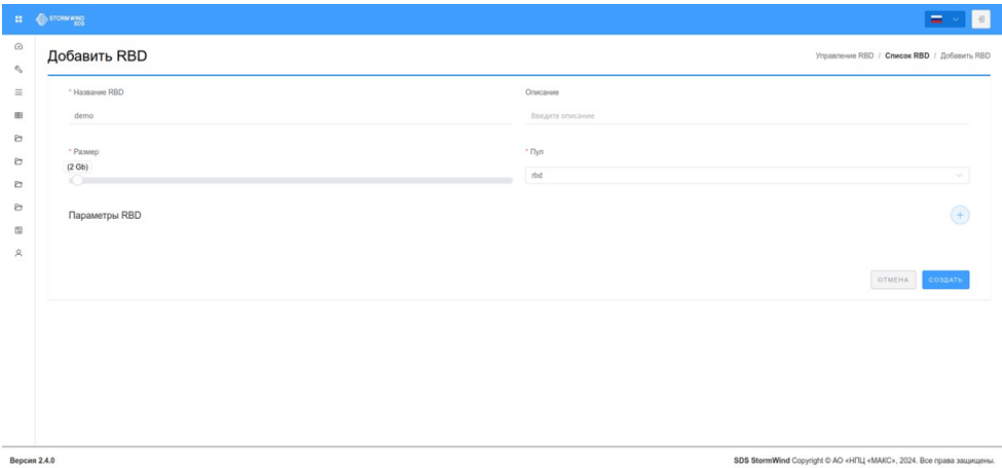 STORMWIND
SDS
Добавить RBD
Управление RBD / Список RBD / Добавить RBD
* Название RBD
Описание
demo
Введите описание
* Размер
* Пул
(2 Gb)
rbd
Параметры RBD
ОТМЕНА
СОЗДАТЬ
Версия 2.4.0
SDS StormWind Copyright © АО «НПЦ «МАКС», 2024. Все права защищены.